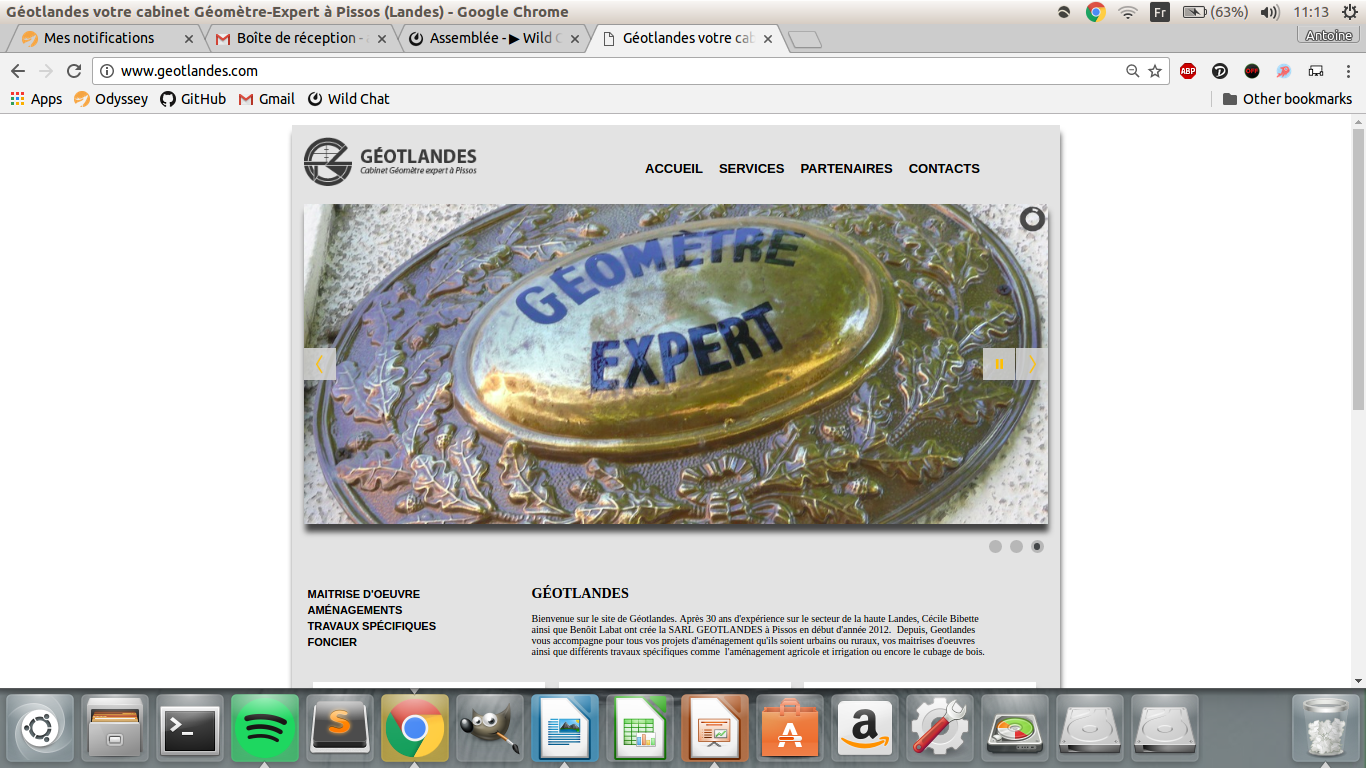 Géotlandes votre cabinet Géomètre-Expert à Pissos (Landes) - Google Chrome
Fr
(63%)
11:13
Mes notifications
Boîte de réception -
Assemblée - ▶ Wild
Géotlandes votre cab
Antoine
www.geotlandes.com
ABP
OFF
Apps
Odyssey
GitHub
Gmail
Wild Chat
Other bookmarks
GÉOTLANDES
Cabinet Géomètre expert à Pissos
ACCUEIL SERVICES PARTENAIRES CONTACTS
GÉOMÈTRE
EXPERT
MAITRISE D'OEUVRE
AMÉNAGEMENTS
TRAVAUX SPÉCIFIQUES
FONCIER
GÉOTLANDES
Bienvenue sur le site de Géotlandes. Après 30 ans d'expérience sur le secteur de la haute Landes, Cécile Bibette
ainsi que Benôit Labat ont crée la SARL GEOTLANDES à Pissos en début d'année 2012. Depuis, Geotlandes
vous accompagne pour tous vos projets d'aménagement qu'ils soient urbains ou ruraux, vos maitrises d'oeuvres
ainsi que différents travaux spécifiques comme l'aménagement agricole et irrigation ou encore le cubage de bois.